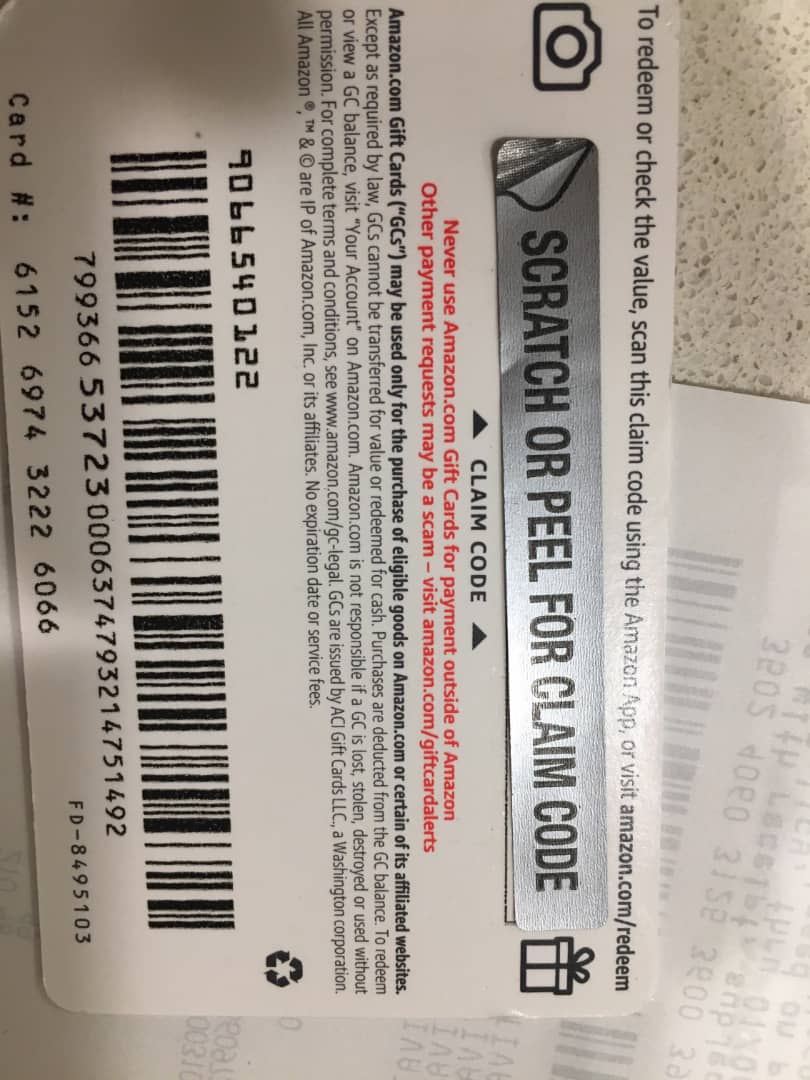 To redeem or check the value, scan this claim code using the Amazon App, or visit amazon.com/redeem
SCRATCH OR PEEL FOR CLAIM CODE
▲ CLAIM CODE ▲
Never use Amazon.com Gift Cards for payment outside of Amazon
Other payment requests may be a scam – visit amazon.com/giftcardalerts
Amazon.com Gift Cards ("GCs") may be used only for the purchase of eligible goods on Amazon.com or certain of its affiliated websites.
Except as required by law, GCs cannot be transferred for value or redeemed for cash. Purchases are deducted from the GC balance. To redeem
or view a GC balance, visit "Your Account" on Amazon.com. Amazon.com is not responsible if a GC is lost, stolen, destroyed or used without
permission. For complete terms and conditions, see www.amazon.com/gc-legal. GCs are issued by ACI Gift Cards LLC., a Washington corporation.
All Amazon ®, ™ & © are IP of Amazon.com, Inc. or its affiliates. No expiration date or service fees.
9066540122
799366 53723 0006374793214751492
FD-8495103
Card #: 6152 6974 3222 6066